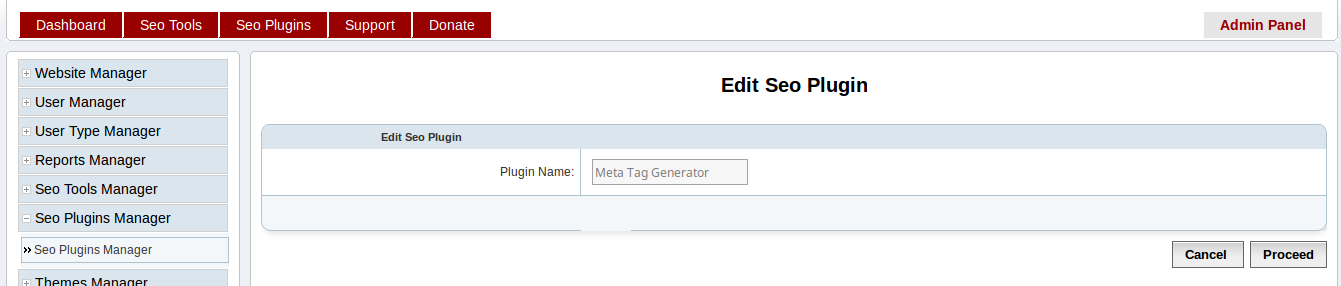 Dashboard Seo Tools Seo Plugins Support Donate Admin Panel
Website Manager
User Manager
User Type Manager
Reports Manager
Seo Tools Manager
Seo Plugins Manager
Seo Plugins Manager
Themes Manager
Edit Seo Plugin
Edit Seo Plugin
Plugin Name: Meta Tag Generator
Cancel Proceed